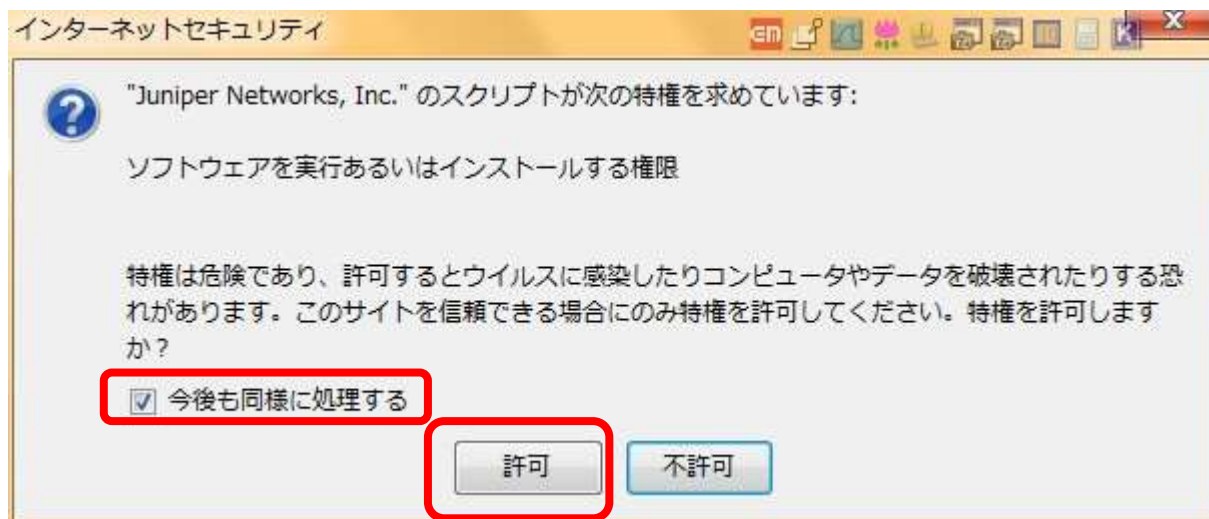 インターネットセキュリティ
"Juniper Networks, Inc." のスクリプトが次の特権を求めています:
ソフトウェアを実行あるいはインストールする権限
特権は危険であり、許可するとウイルスに感染したりコンピュータやデータを破壊されたりする恐
れがあります。このサイトを信頼できる場合にのみ特権を許可してください。特権を許可します
か？
今後も同様に処理する
許可
不許可